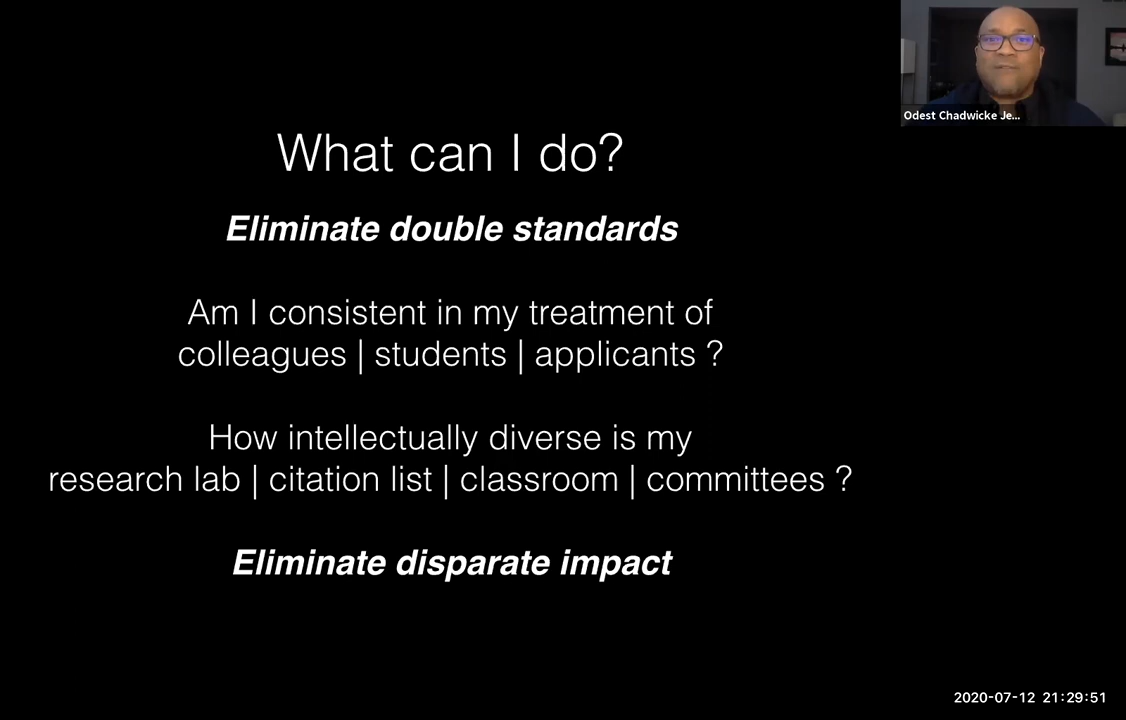 Odest Chadwicke Je...
What can I do?
Eliminate double standards
Am I consistent in my treatment of
colleagues | students | applicants ?
How intellectually diverse is my
research lab | citation list | classroom | committees ?
Eliminate disparate impact
2020-07-12 21:29:51